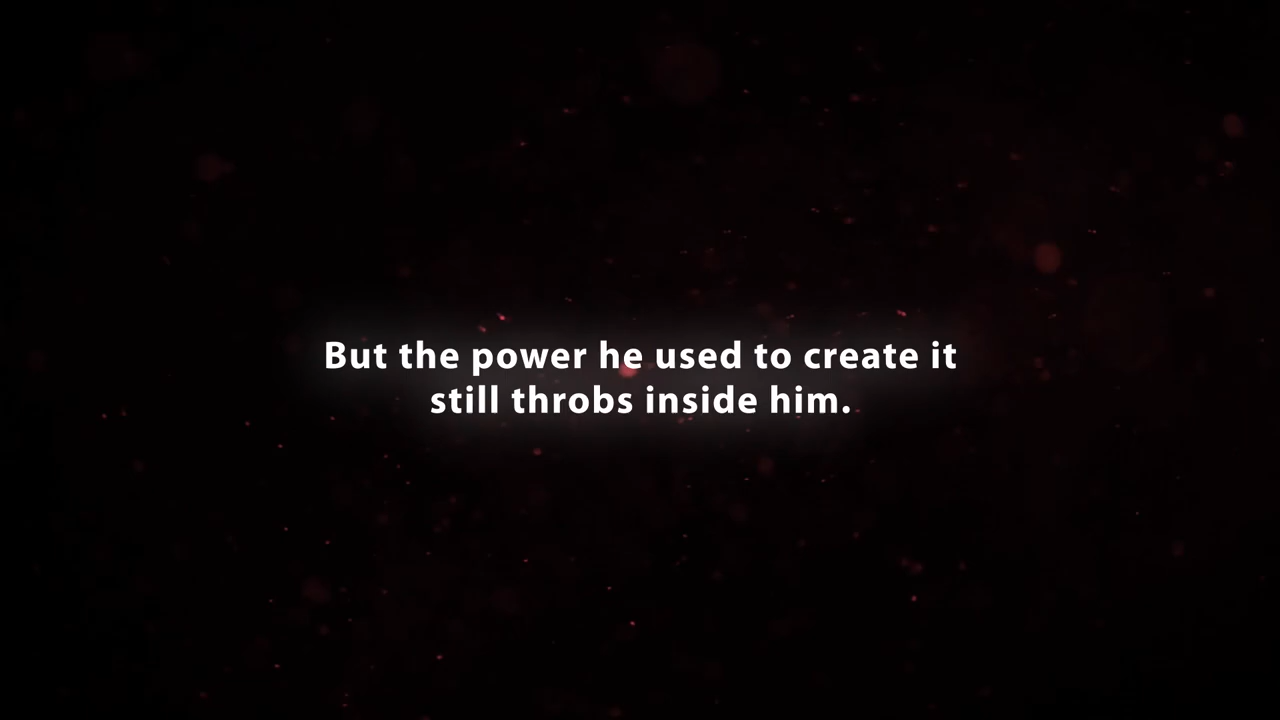 But the power he used to create it
still throbs inside him.